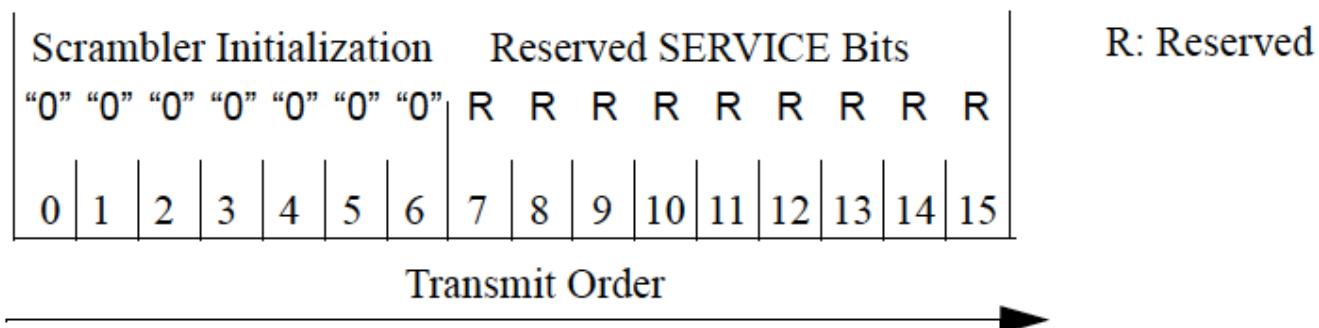 Scrambler Initialization Reserved SERVICE Bits R: Reserved
“0” “0” “0” “0” “0” “0” “0” R R R R R R R R R
0 1 2 3 4 5 6 7 8 9 10 11 12 13 14 15
Transmit Order